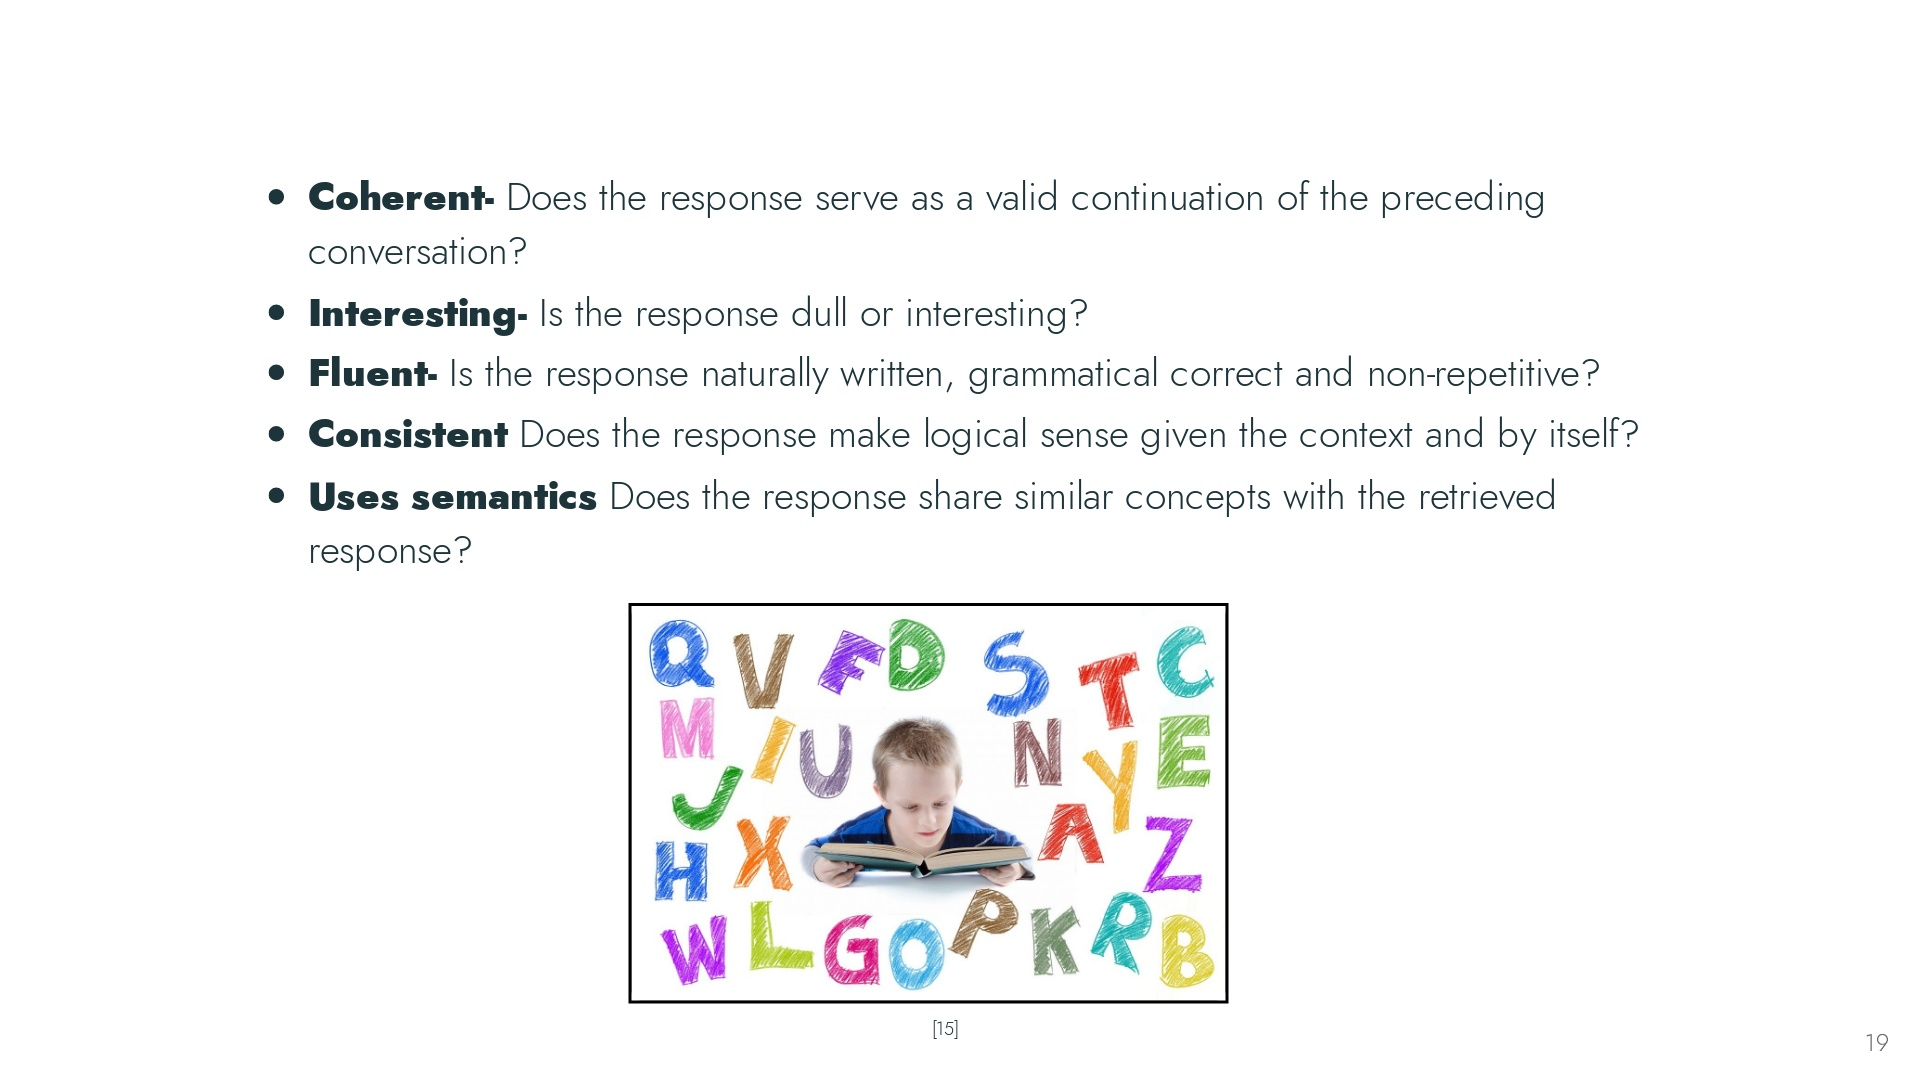 • Coherent- Does the response serve as a valid continuation of the preceding
conversation?
• Interesting- Is the response dull or interesting?
• Fluent- Is the response naturally written, grammatical correct and non-repetitive?
• Consistent Does the response make logical sense given the context and by itself?
• Uses semantics Does the response share similar concepts with the retrieved
response?
Q V F D S T C
M I U N Y E
J X A Z
H
W L G O P K R B
[15]
19